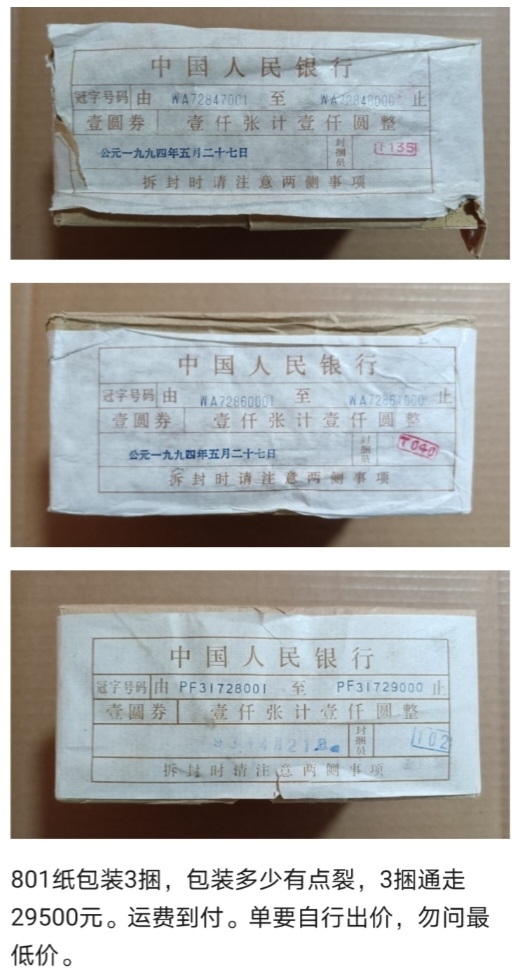 中国人民银行
冠字号码 由 WA72847001 至 WA72848000 止
壹圆券 壹仟张计壹仟圆整
公元一九九四年五月二十七日 封捆员 T135
拆封时请注意两侧事项
中国人民银行
冠字号码 由 WA72860001 至 WA72861000 止
壹圆券 壹仟张计壹仟圆整
公元一九九四年五月二十七日 封捆员 T040
拆封时请注意两侧事项
中国人民银行
冠字号码 由 PF31728001 至 PF31729000 止
壹圆券 壹仟张计壹仟圆整
封捆员 102
拆封时请注意两侧事项
801纸包装3捆，包装多少有点裂，3捆通走
29500元。运费到付。单要自行出价，勿问最
低价。